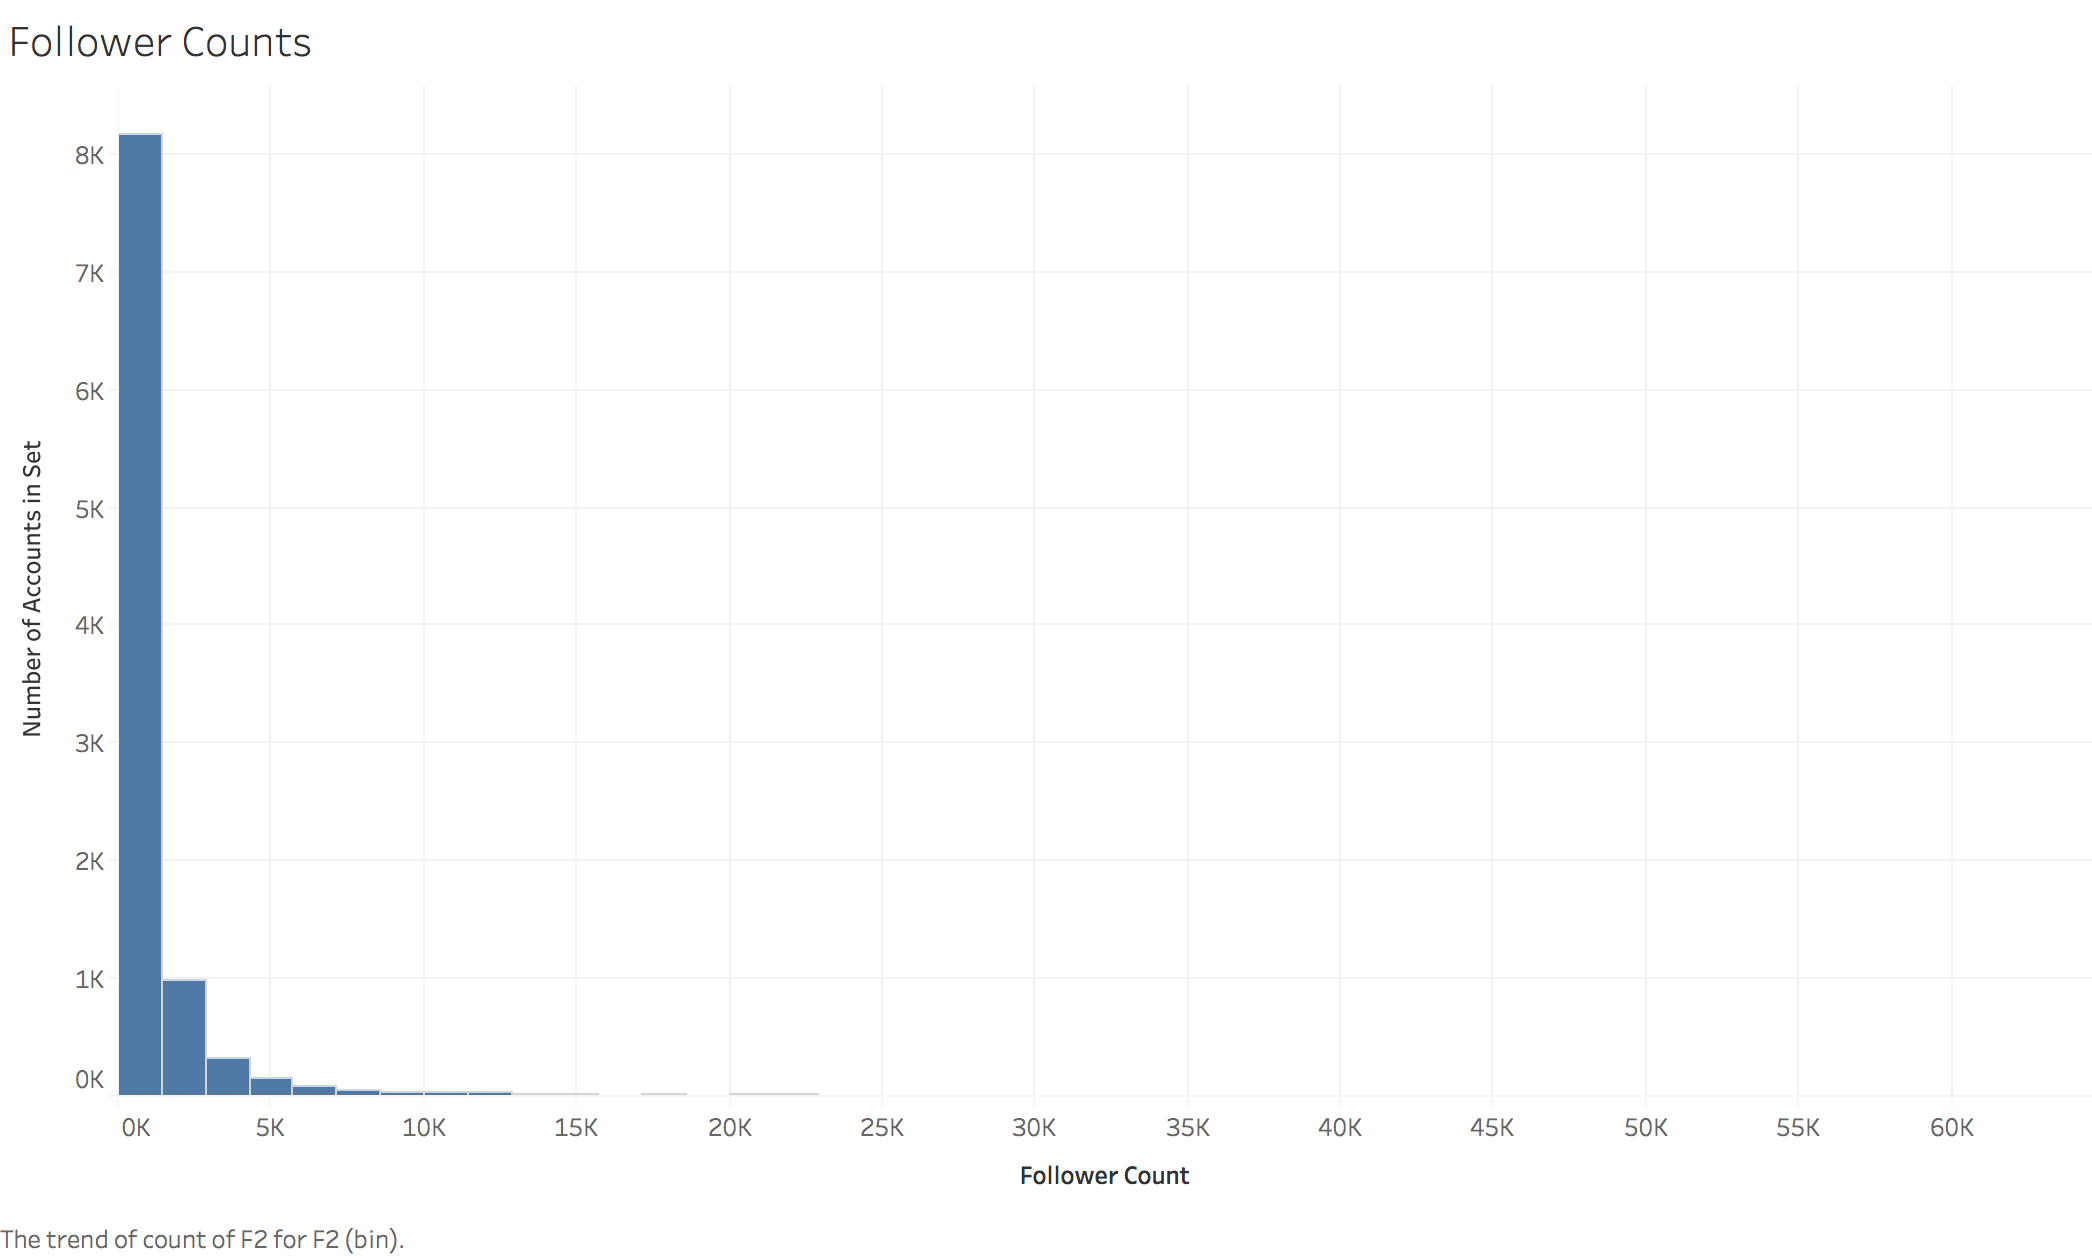 Follower Counts
8K
7K
6K
5K
4K
3K
2K
1K
0K
Number of Accounts in Set
0K 5K 10K 15K 20K 25K 30K 35K 40K 45K 50K 55K 60K
Follower Count
The trend of count of F2 for F2 (bin).